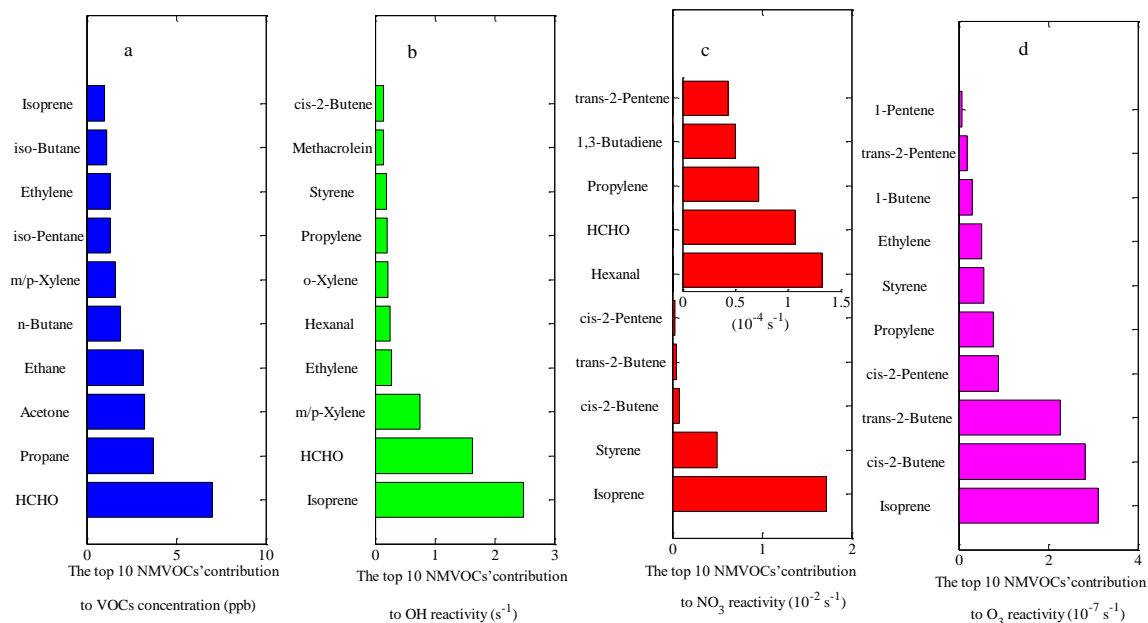 a
Isoprene
iso-Butane
Ethylene
iso-Pentane
m/p-Xylene
n-Butane
Ethane
Acetone
Propane
HCHO
0 5 10
The top 10 NMVOCs'contribution
to VOCs concentration (ppb)
b
cis-2-Butene
Methacrolein
Styrene
Propylene
o-Xylene
Hexanal
Ethylene
m/p-Xylene
HCHO
Isoprene
0 1 2 3
The top 10 NMVOCs'contribution
to OH reactivity (s⁻¹)
c
trans-2-Pentene
1,3-Butadiene
Propylene
HCHO
Hexanal
0 0.5 1 1.5
(10⁻⁴ s⁻¹)
cis-2-Pentene
trans-2-Butene
cis-2-Butene
Styrene
Isoprene
0 1 2
The top 10 NMVOCs'contribution
to NO₃ reactivity (10⁻² s⁻¹)
d
1-Pentene
trans-2-Pentene
1-Butene
Ethylene
Styrene
Propylene
cis-2-Pentene
trans-2-Butene
cis-2-Butene
Isoprene
0 2 4
The top 10 NMVOCs'contribution
to O₃ reactivity (10⁻⁷ s⁻¹)